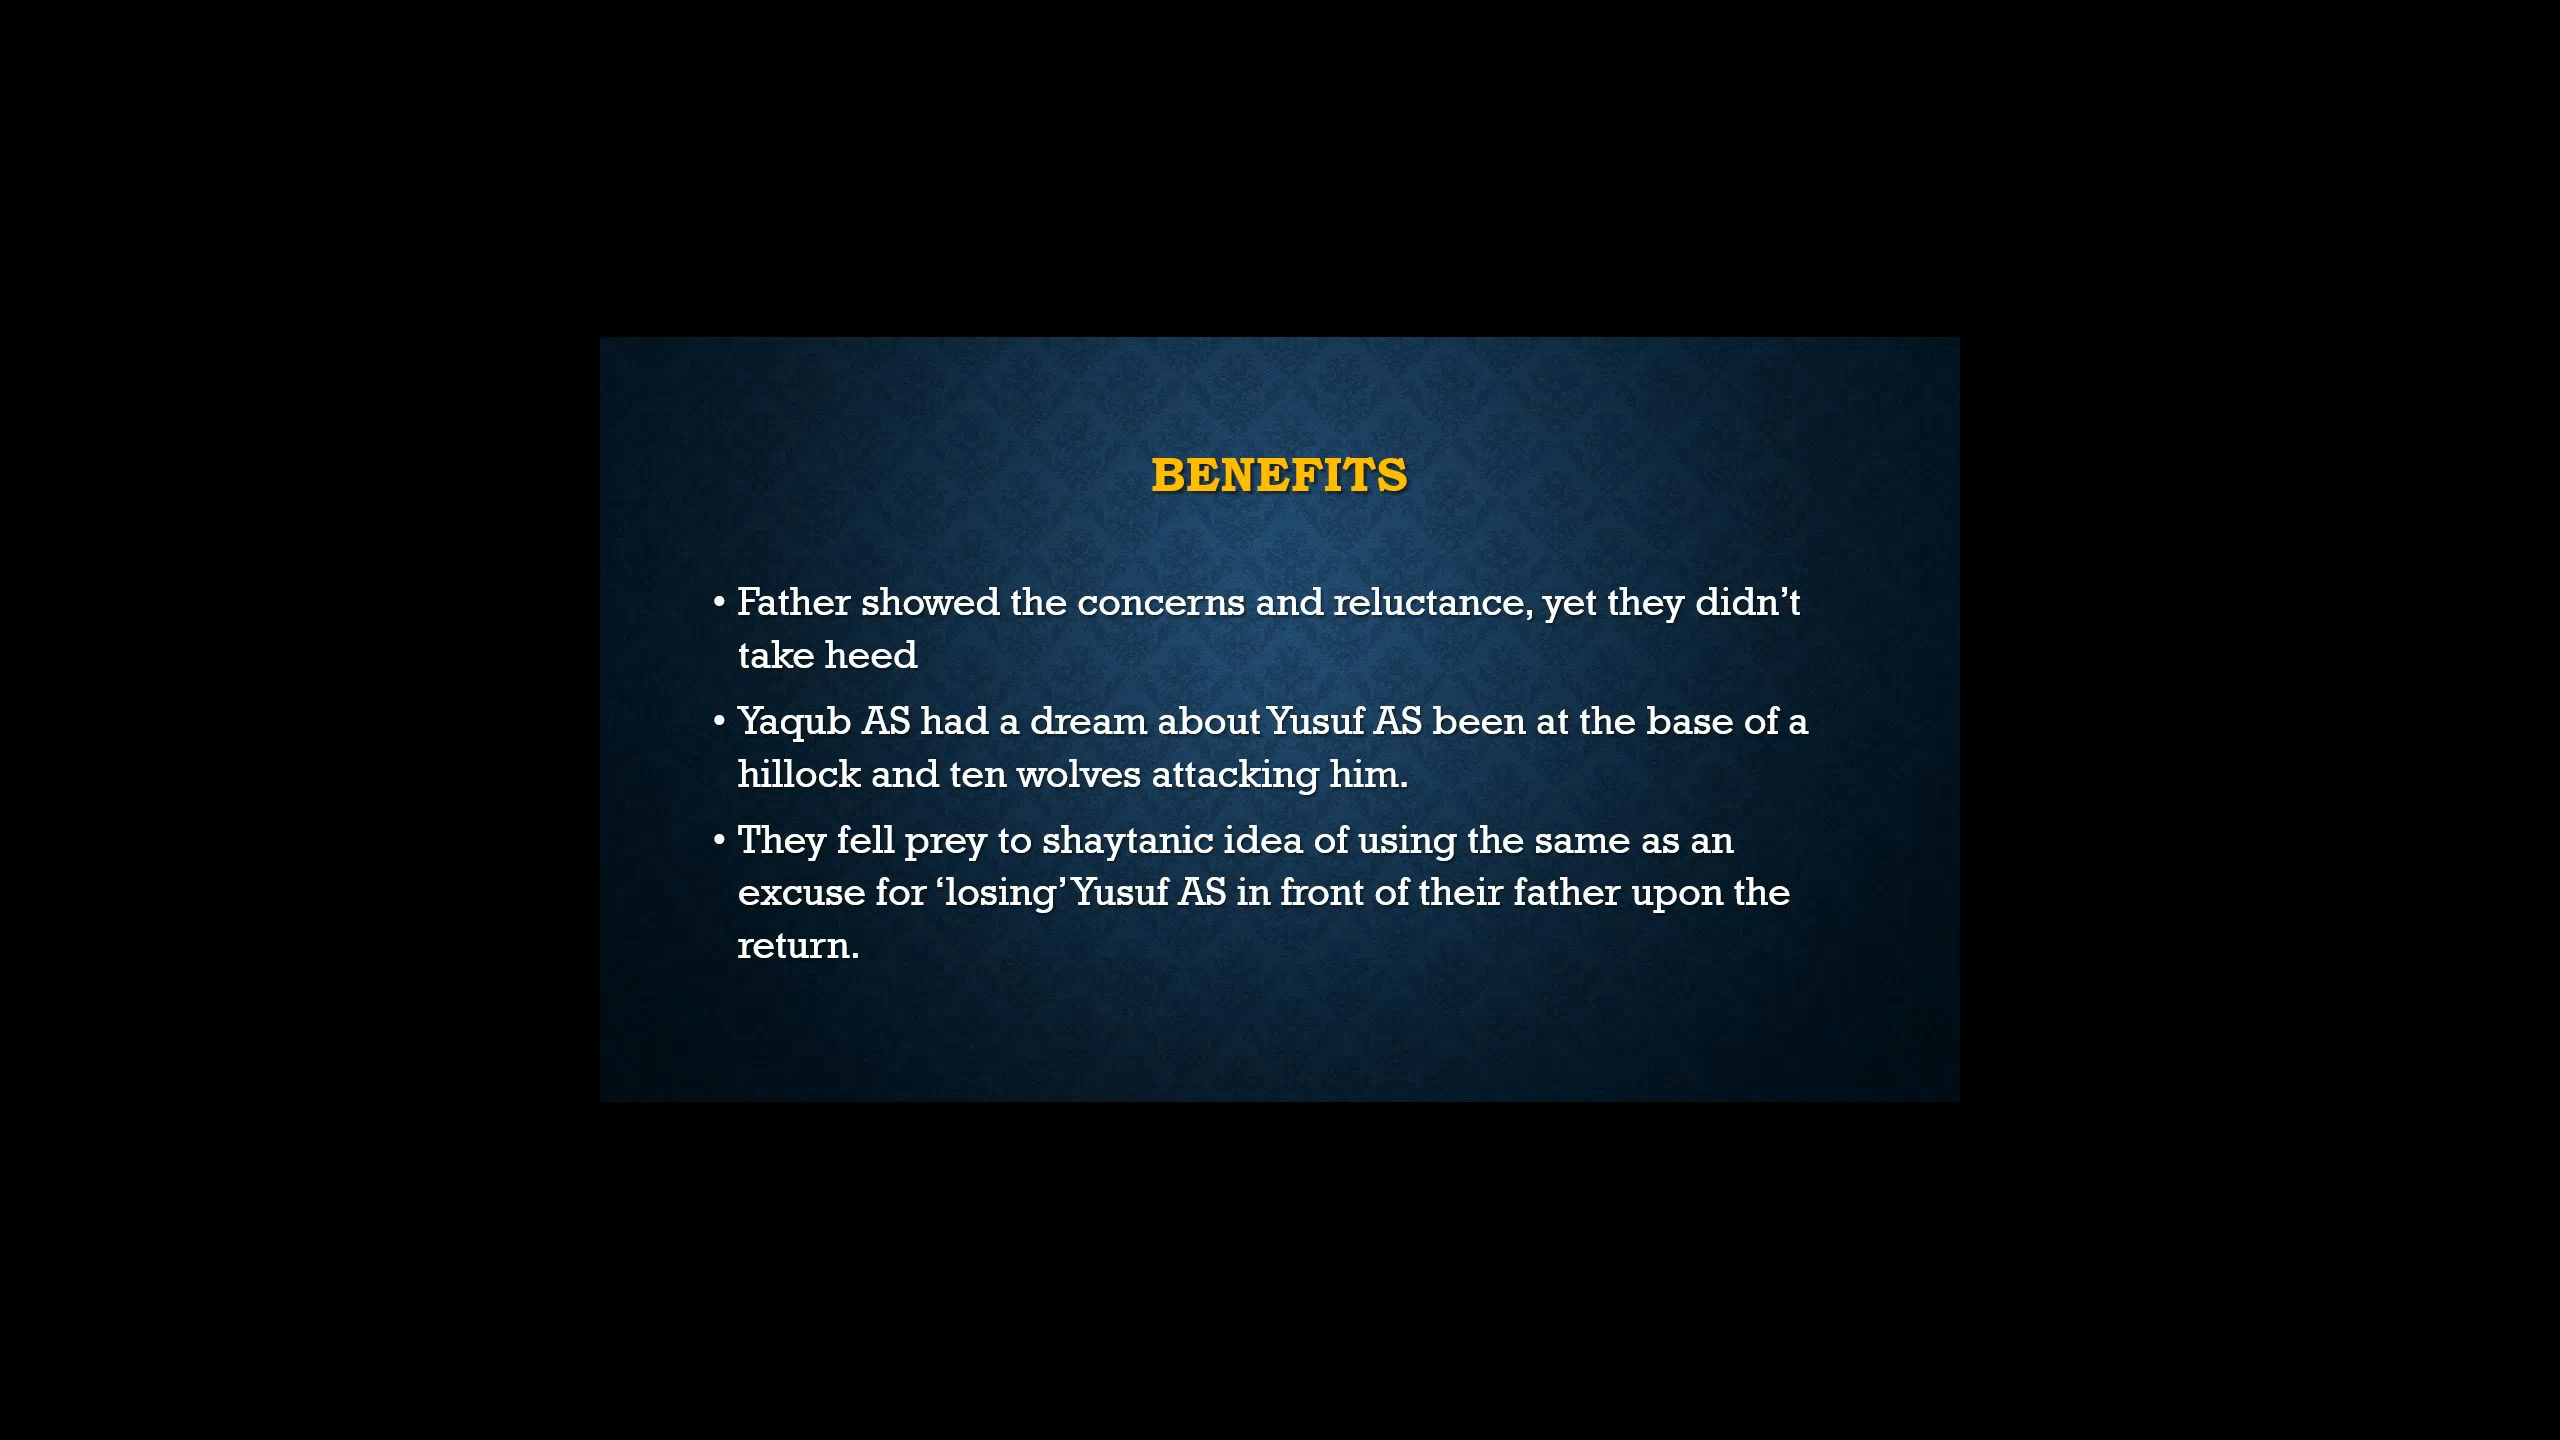 BENEFITS
• Father showed the concerns and reluctance, yet they didn’t
take heed
• Yaqub AS had a dream about Yusuf AS been at the base of a
hillock and ten wolves attacking him.
• They fell prey to shaytanic idea of using the same as an
excuse for ‘losing’ Yusuf AS in front of their father upon the
return.